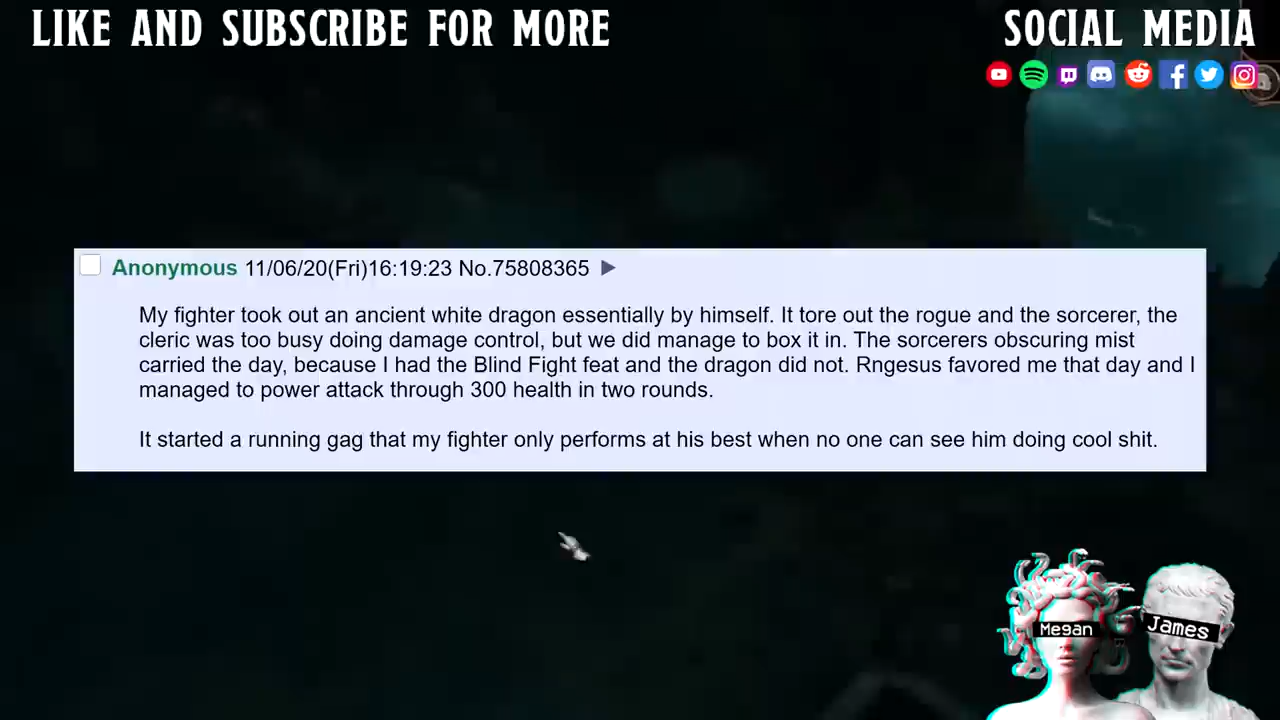 LIKE AND SUBSCRIBE FOR MORE
SOCIAL MEDIA
Anonymous 11/06/20(Fri)16:19:23 No.75808365
My fighter took out an ancient white dragon essentially by himself. It tore out the rogue and the sorcerer, the
cleric was too busy doing damage control, but we did manage to box it in. The sorcerers obscuring mist
carried the day, because I had the Blind Fight feat and the dragon did not. Rngesus favored me that day and I
managed to power attack through 300 health in two rounds.
It started a running gag that my fighter only performs at his best when no one can see him doing cool shit.
Megan
James